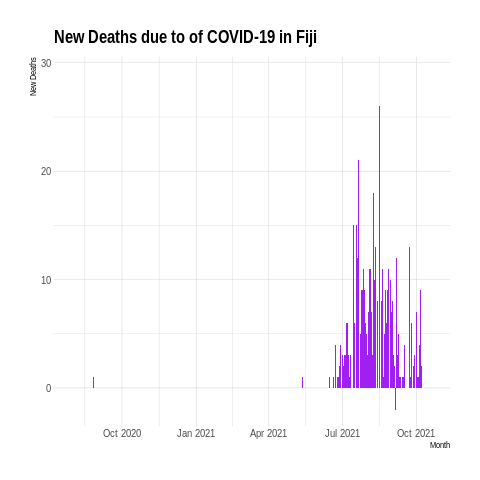 New Deaths due to of COVID-19 in Fiji
New Deaths
30
20
10
0
Oct 2020 Jan 2021 Apr 2021 Jul 2021 Oct 2021
Month